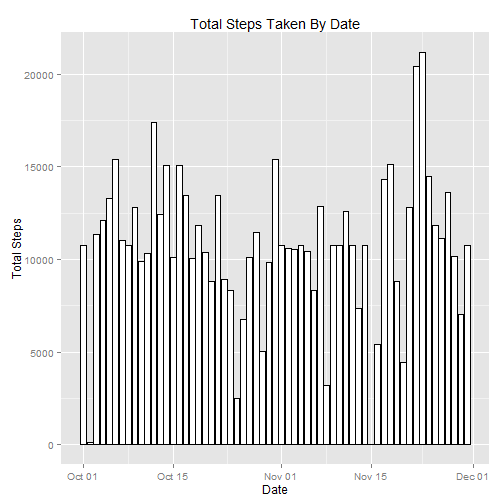 Total Steps Taken By Date
Total Steps
20000
15000
10000
5000
0
Oct 01
Oct 15
Nov 01
Nov 15
Dec 01
Date